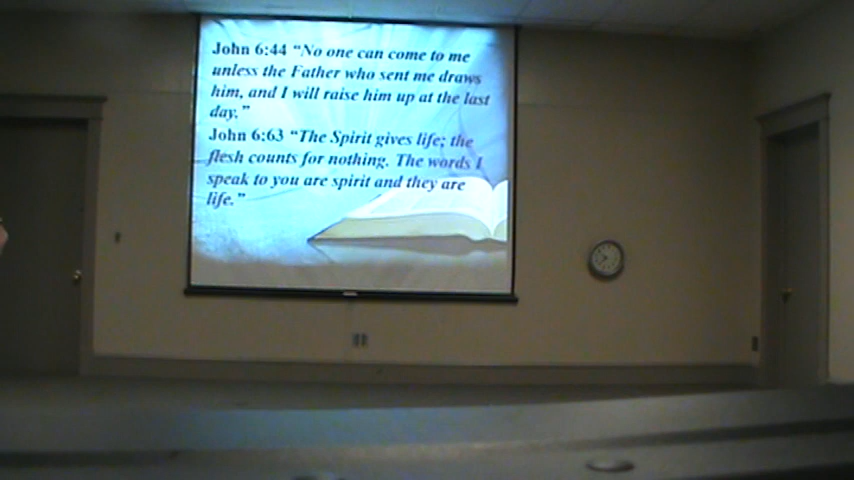 John 6:44 “No one can come to me
unless the Father who sent me draws
him, and I will raise him up at the last
day.”
John 6:63 “The Spirit gives life; the
flesh counts for nothing. The words I
speak to you are spirit and they are
life.”